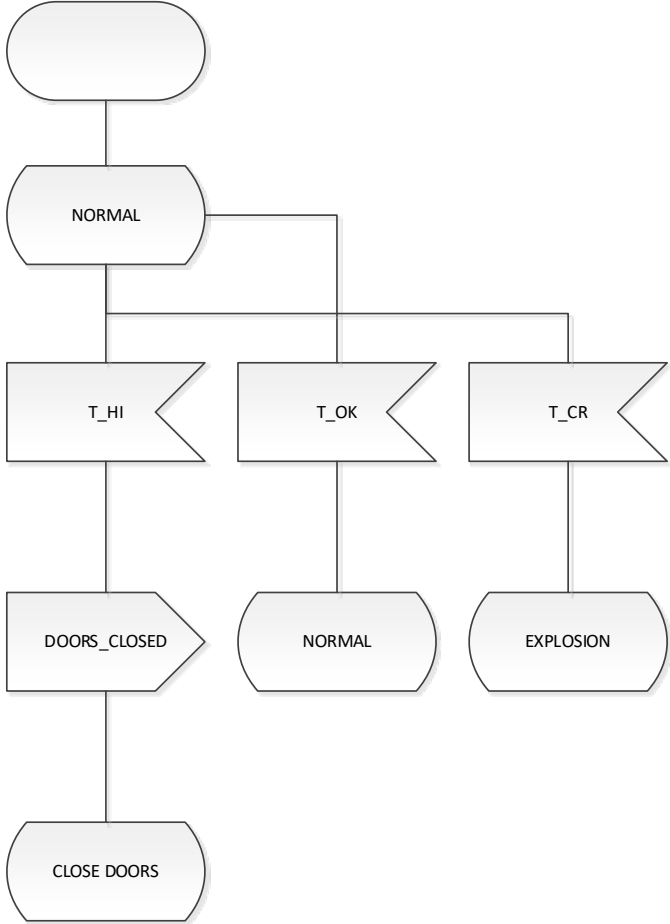 NORMAL
T_HI
T_OK
T_CR
DOORS_CLOSED
NORMAL
EXPLOSION
CLOSE DOORS